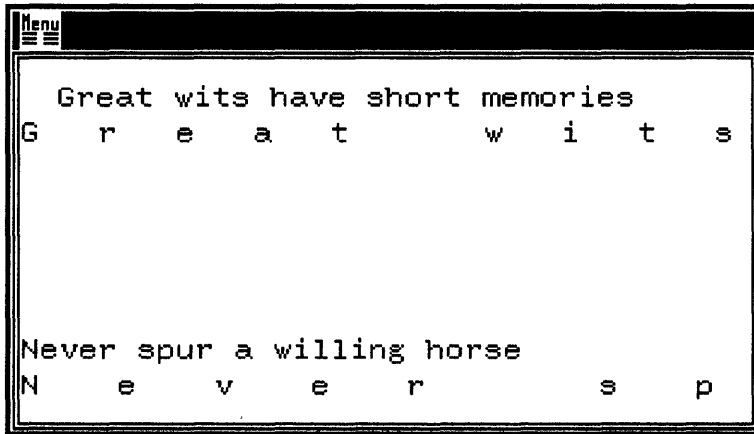 Menu
Great wits have short memories
G r e a t w i t s
Never spur a willing horse
N e v e r s p